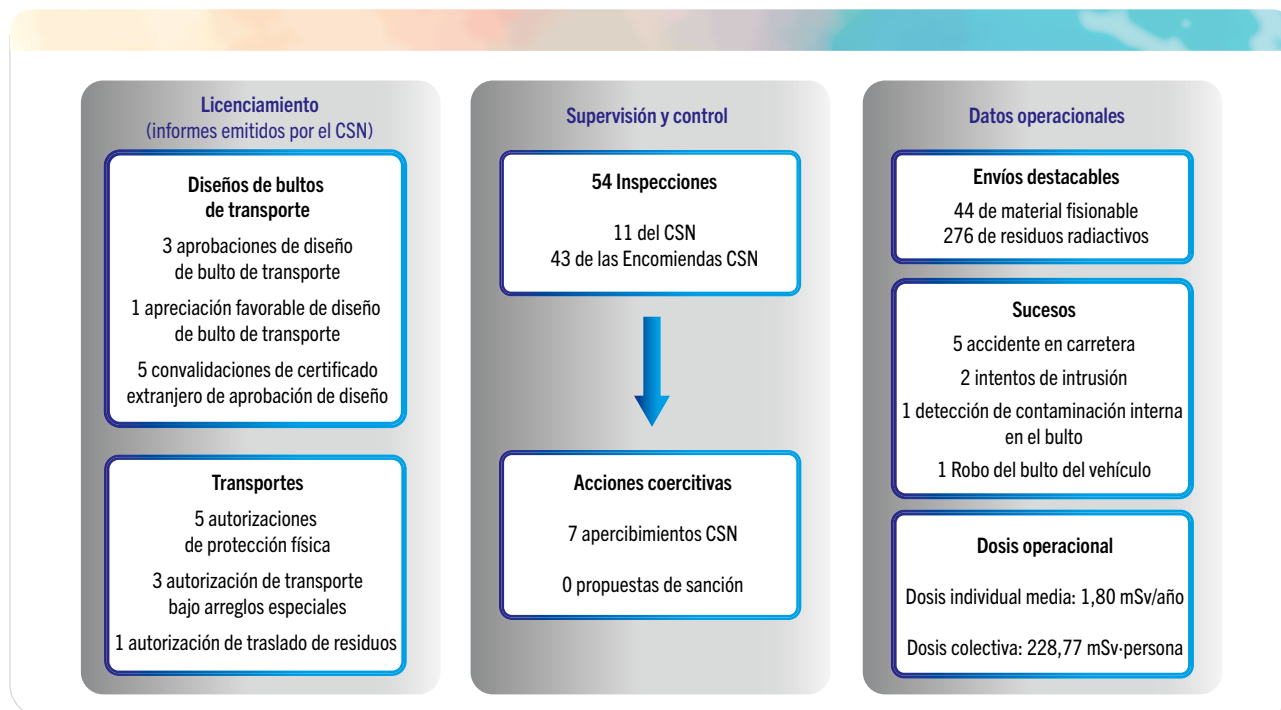 Licenciamiento
(informes emitidos por el CSN)
Diseños de bultos
de transporte
3 aprobaciones de diseño
de bulto de transporte
1 apreciación favorable de diseño
de bulto de transporte
5 convalidaciones de certificado
extranjero de aprobación de diseño
Transportes
5 autorizaciones
de protección física
3 autorización de transporte
bajo arreglos especiales
1 autorización de traslado de residuos
Supervisión y control
54 Inspecciones
11 del CSN
43 de las Encomiendas CSN
Acciones coercitivas
7 apercibimientos CSN
0 propuestas de sanción
Datos operacionales
Envíos destacables
44 de material fisionable
276 de residuos radiactivos
Sucesos
5 accidente en carretera
2 intentos de intrusión
1 detección de contaminación interna
en el bulto
1 Robo del bulto del vehículo
Dosis operacional
Dosis individual media: 1,80 mSv/año
Dosis colectiva: 228,77 mSv·persona